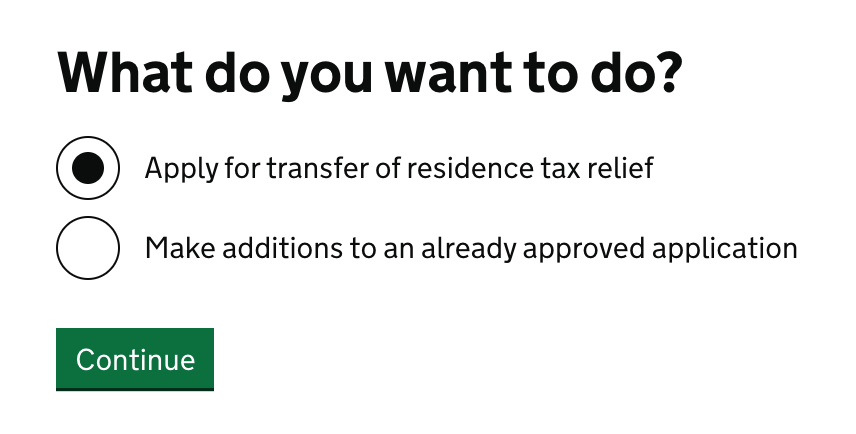 What do you want to do?
Apply for transfer of residence tax relief
Make additions to an already approved application
Continue